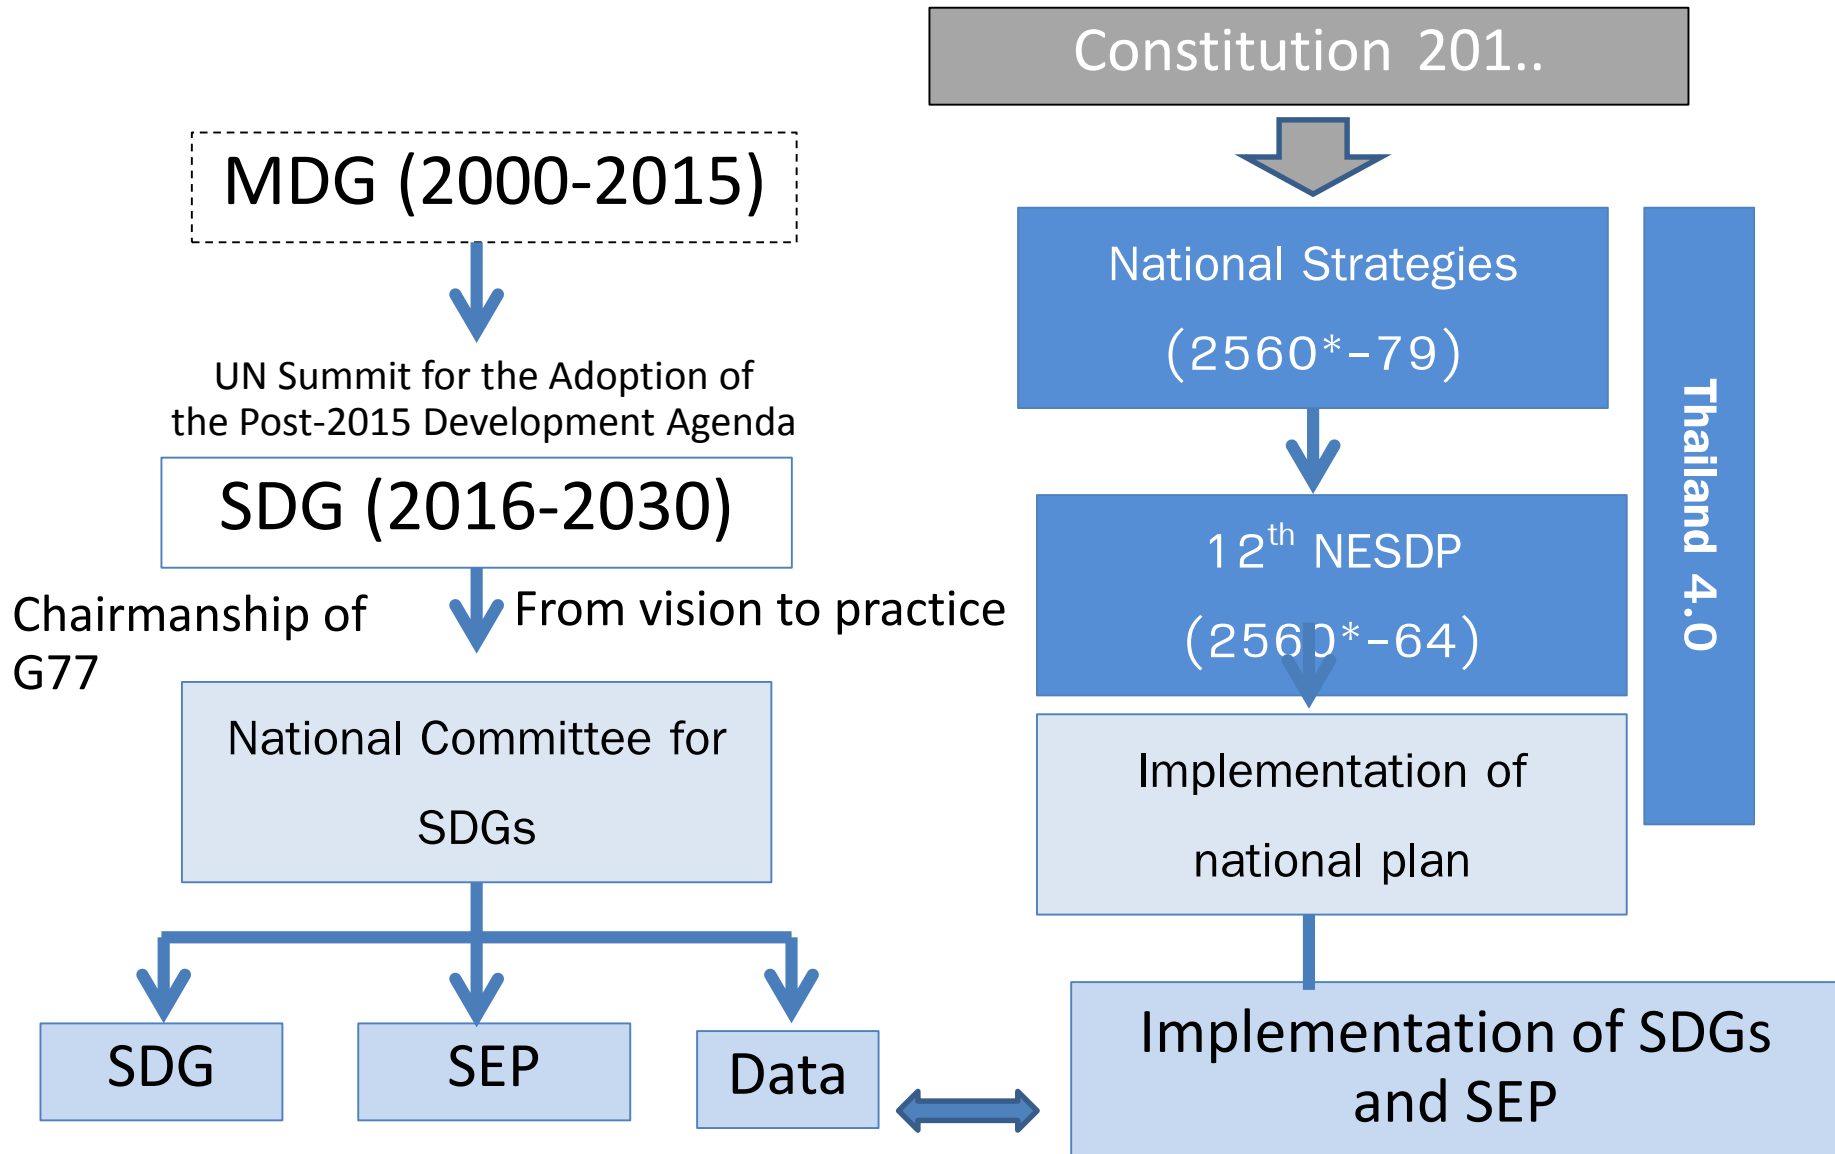 Constitution 201..
MDG (2000-2015)
UN Summit for the Adoption of
the Post-2015 Development Agenda
SDG (2016-2030)
Chairmanship of
G77
From vision to practice
National Committee for
SDGs
SDG
SEP
Data
National Strategies
(2560*-79)
12th NESDP
(2560*-64)
Implementation of
national plan
Thailand 4.0
Implementation of SDGs
and SEP